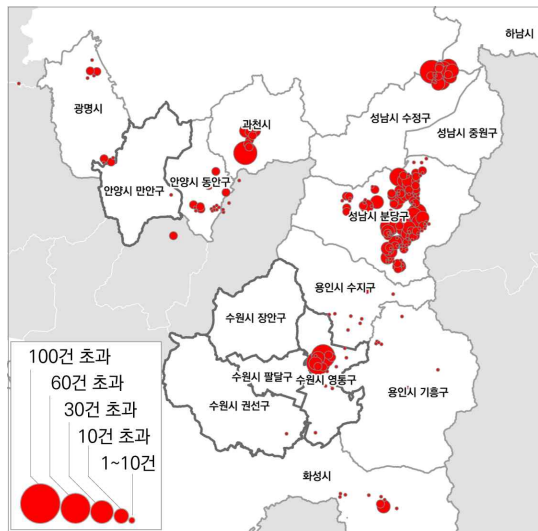 하남시
광명시
과천시
성남시 수정구
성남시 중원구
안양시 만안구
안양시 동안구
성남시 분당구
용인시 수지구
수원시 장안구
수원시 팔달구
수원시 영통구
수원시 권선구
용인시 기흥구
화성시
100건 초과
60건 초과
30건 초과
10건 초과
1~10건